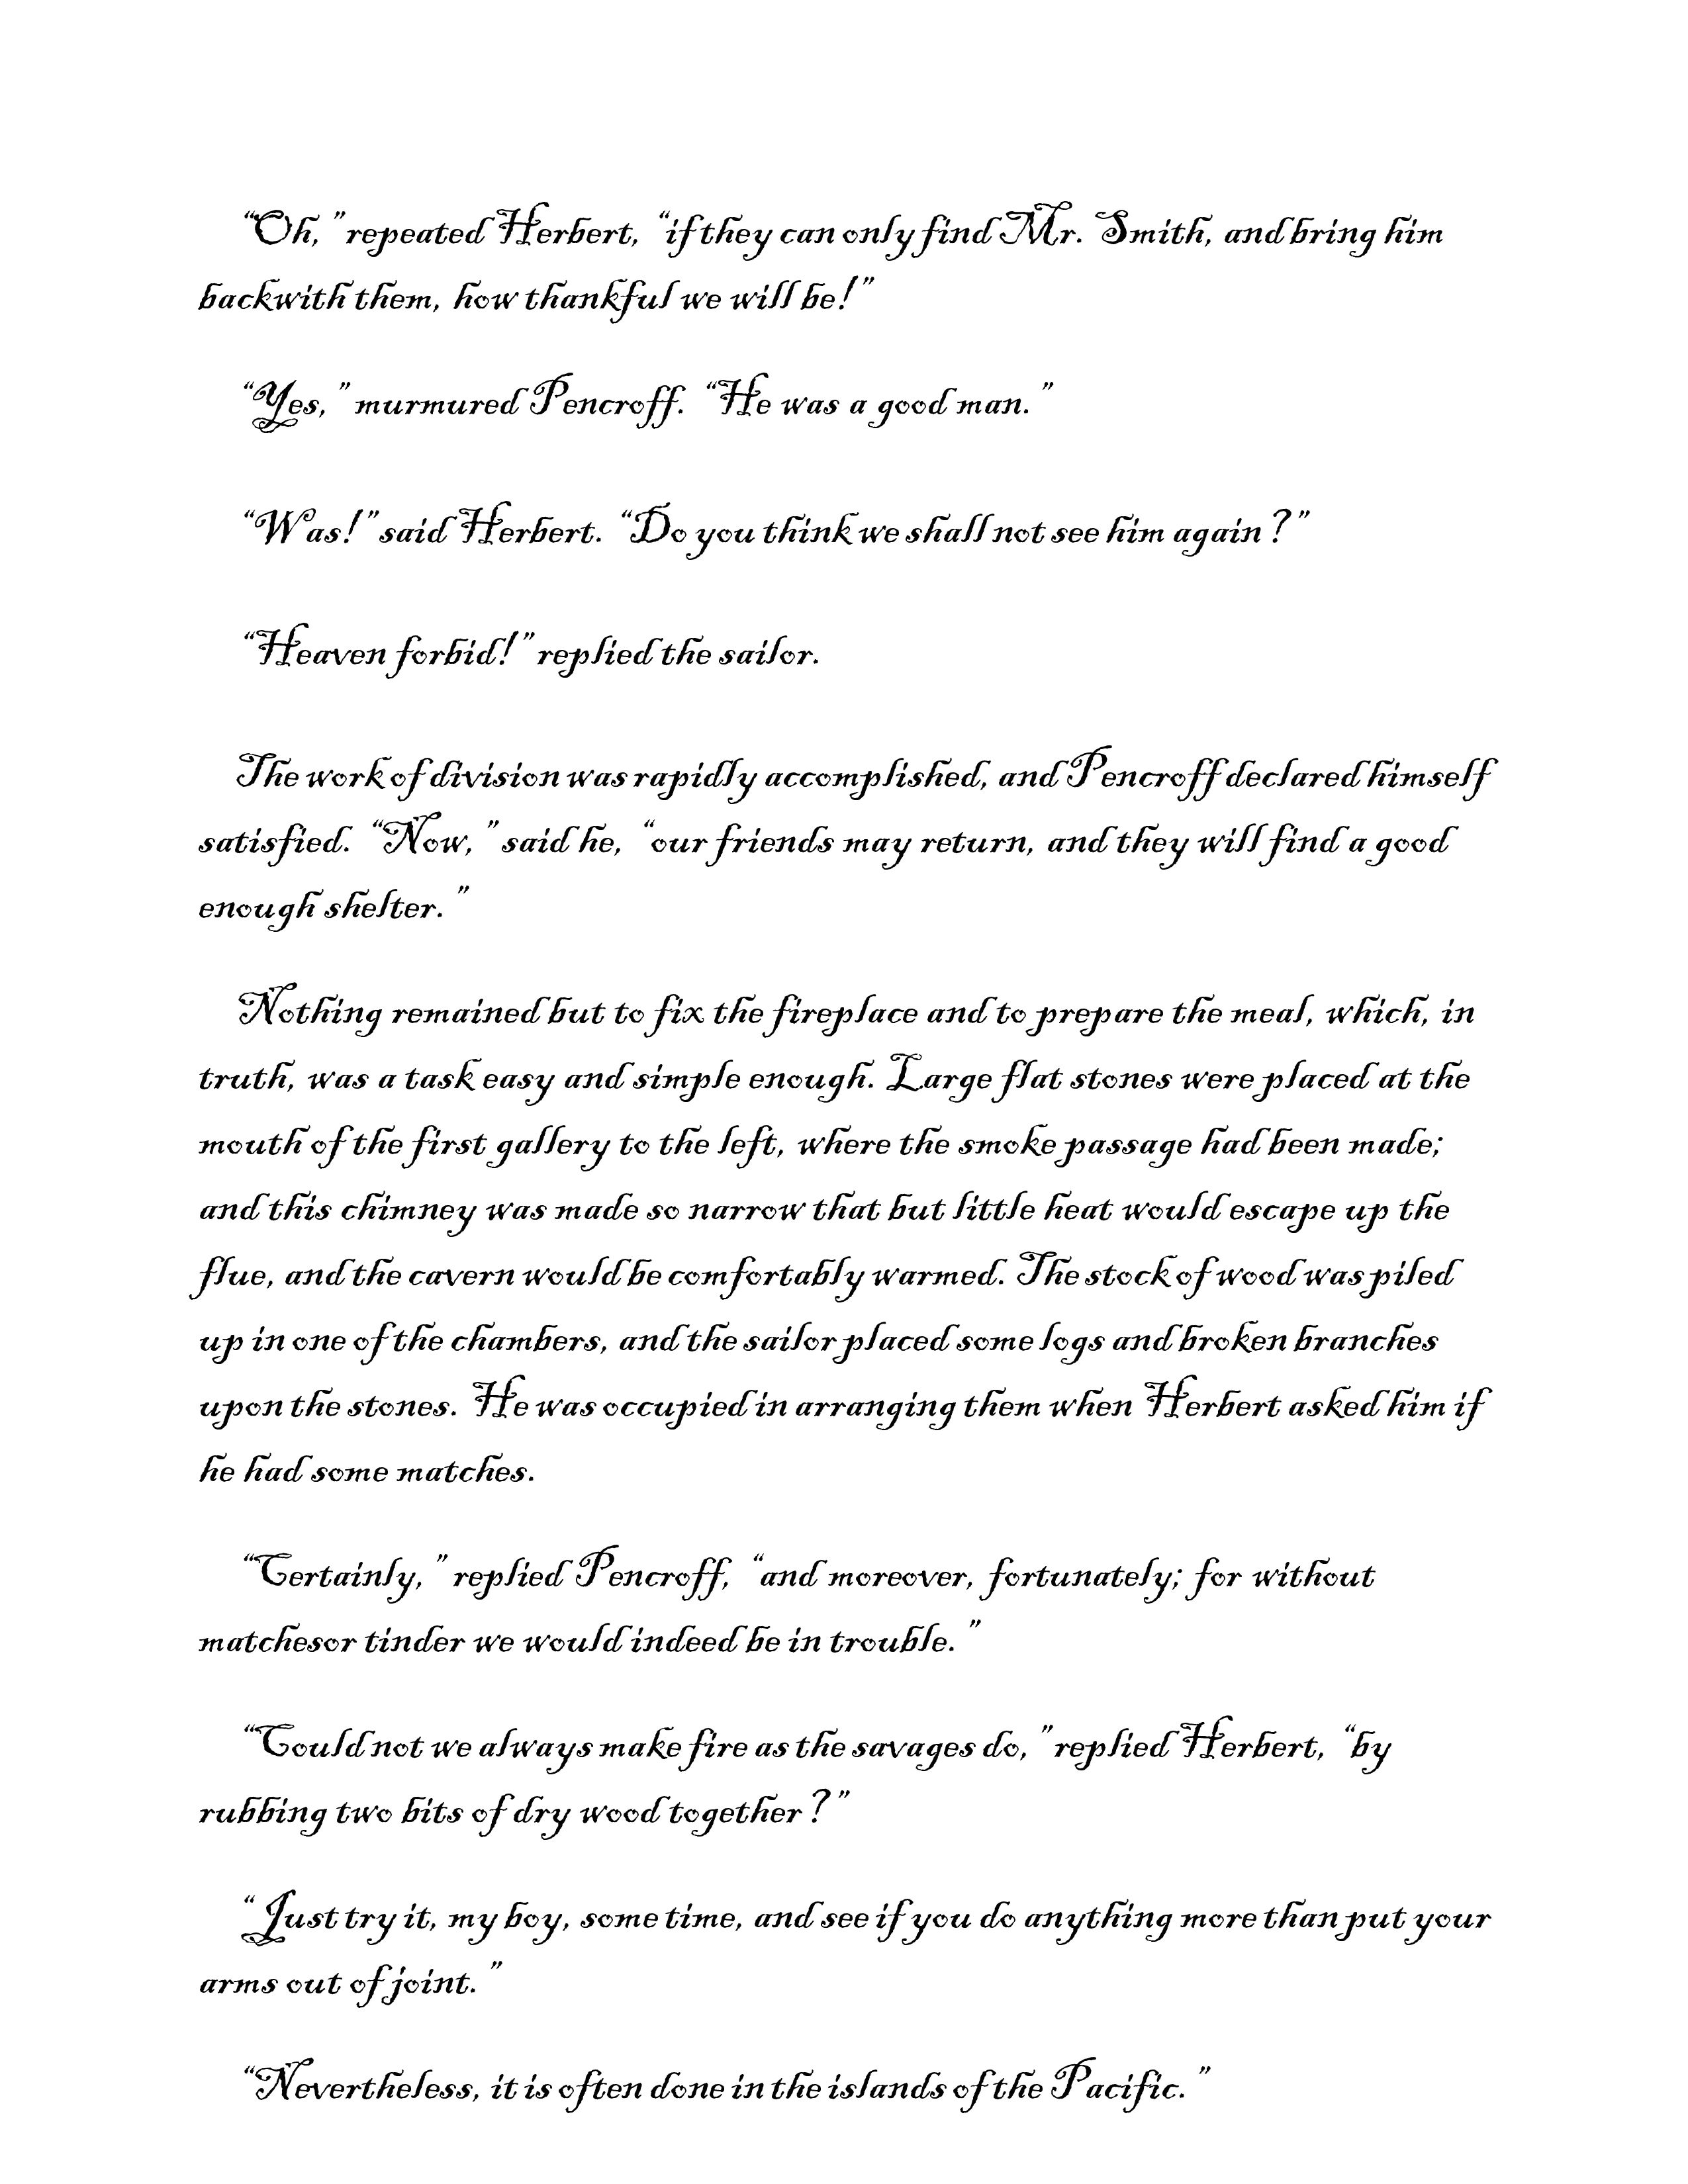 “Oh,” repeated Herbert, “if they can only find Mr. Smith, and bring him
backwith them, how thankful we will be!”
“Yes,” murmured Pencroff. “He was a good man.”
“Was!” said Herbert. “Do you think we shall not see him again?”
“Heaven forbid!” replied the sailor.
The work of division was rapidly accomplished, and Pencroff declared himself
satisfied. “Now,” said he, “our friends may return, and they will find a good
enough shelter.”
Nothing remained but to fix the fireplace and to prepare the meal, which, in
truth, was a task easy and simple enough. Large flat stones were placed at the
mouth of the first gallery to the left, where the smoke passage had been made;
and this chimney was made so narrow that but little heat would escape up the
flue, and the cavern would be comfortably warmed. The stock of wood was piled
up in one of the chambers, and the sailor placed some logs and broken branches
upon the stones. He was occupied in arranging them when Herbert asked him if
he had some matches.
“Certainly,” replied Pencroff, “and moreover, fortunately; for without
matchesor tinder we would indeed be in trouble.”
“Could not we always make fire as the savages do,” replied Herbert, “by
rubbing two bits of dry wood together?”
“Just try it, my boy, some time, and see if you do anything more than put your
arms out of joint.”
“Nevertheless, it is often done in the islands of the Pacific.”